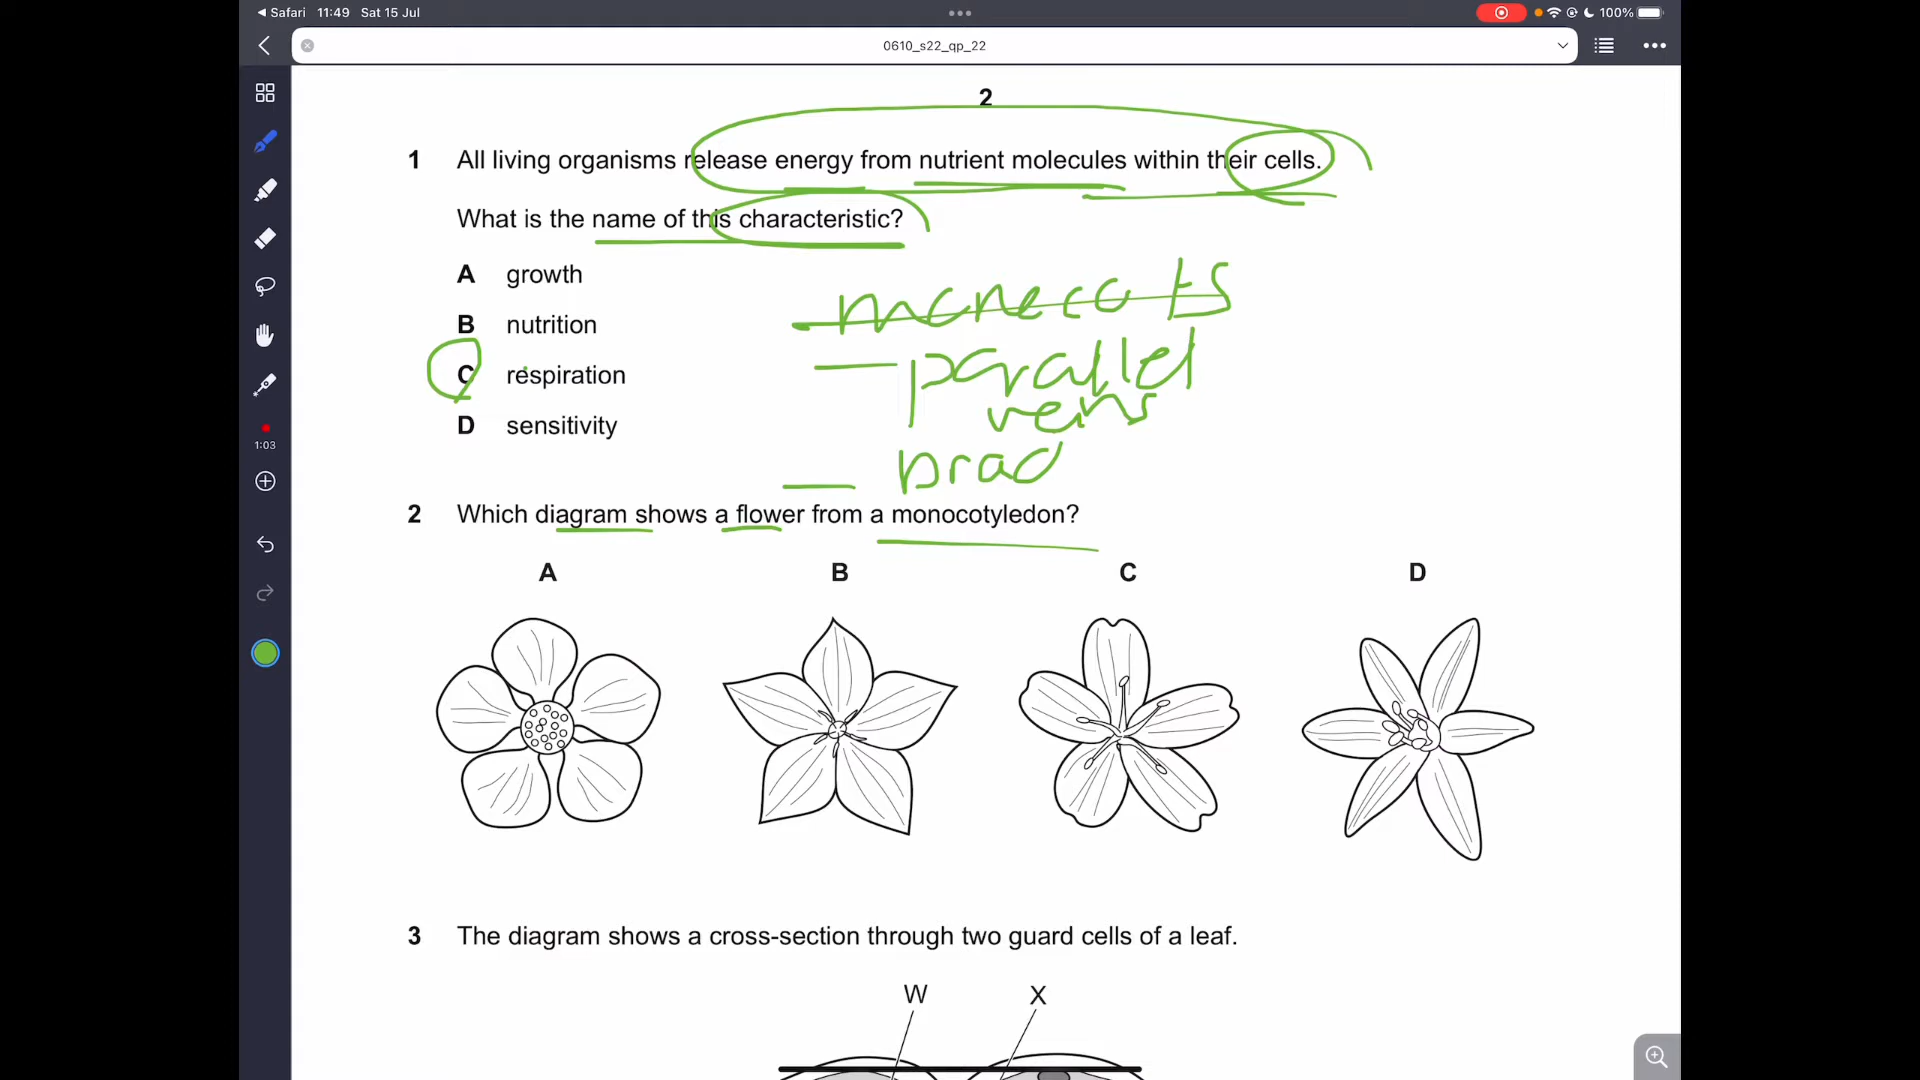 Safari 11:49 Sat 15 Jul
100%
0610_s22_qp_22
2
1 All living organisms release energy from nutrient molecules within their cells.
What is the name of this characteristic?
A growth
B nutrition
C respiration
D sensitivity
monocots
parallel
veins
brad
2 Which diagram shows a flower from a monocotyledon?
A B C D
3 The diagram shows a cross-section through two guard cells of a leaf.
W X
1:03